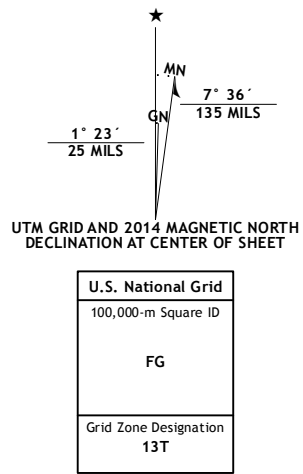 MN
GN
7° 36´
135 MILS
1° 23´
25 MILS
UTM GRID AND 2014 MAGNETIC NORTH
DECLINATION AT CENTER OF SHEET
U.S. National Grid
100,000-m Square ID
FG
Grid Zone Designation
13T